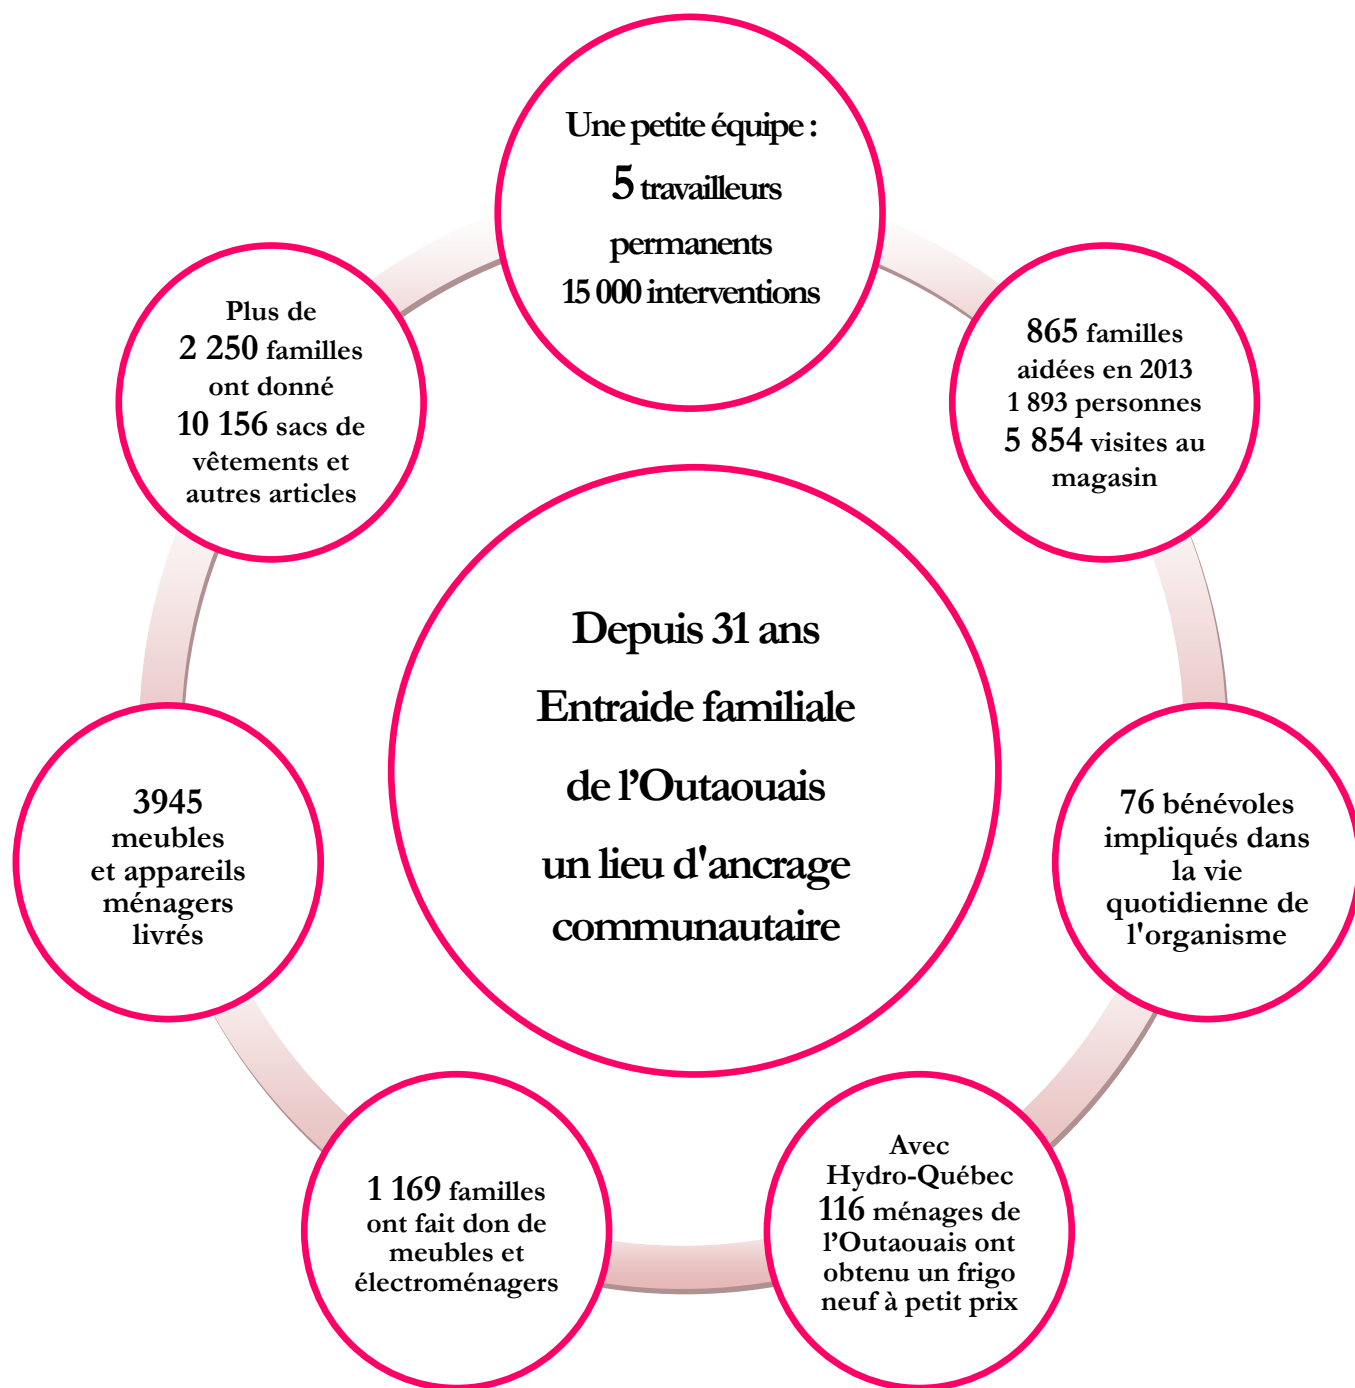 Une petite équipe :
5 travailleurs
permanents
15 000 interventions
865 familles
aidées en 2013
1 893 personnes
5 854 visites au
magasin
76 bénévoles
impliqués dans
la vie
quotidienne de
l'organisme
Avec
Hydro-Québec
116 ménages de
l’Outaouais ont
obtenu un frigo
neuf à petit prix
1 169 familles
ont fait don de
meubles et
électroménagers
3945
meubles
et appareils
ménagers
livrés
Plus de
2 250 familles
ont donné
10 156 sacs de
vêtements et
autres articles
Depuis 31 ans
Entraide familiale
de l’Outaouais
un lieu d'ancrage
communautaire